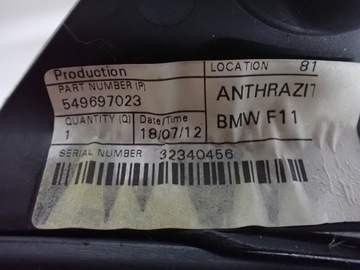 Production
LOCATION 81
PART NUMBER (P)
549697023
ANTHRAZIT
QUANTITY (Q)
1
Date/Time
18/07/12
BMW F11
SERIAL NUMBER 32340456